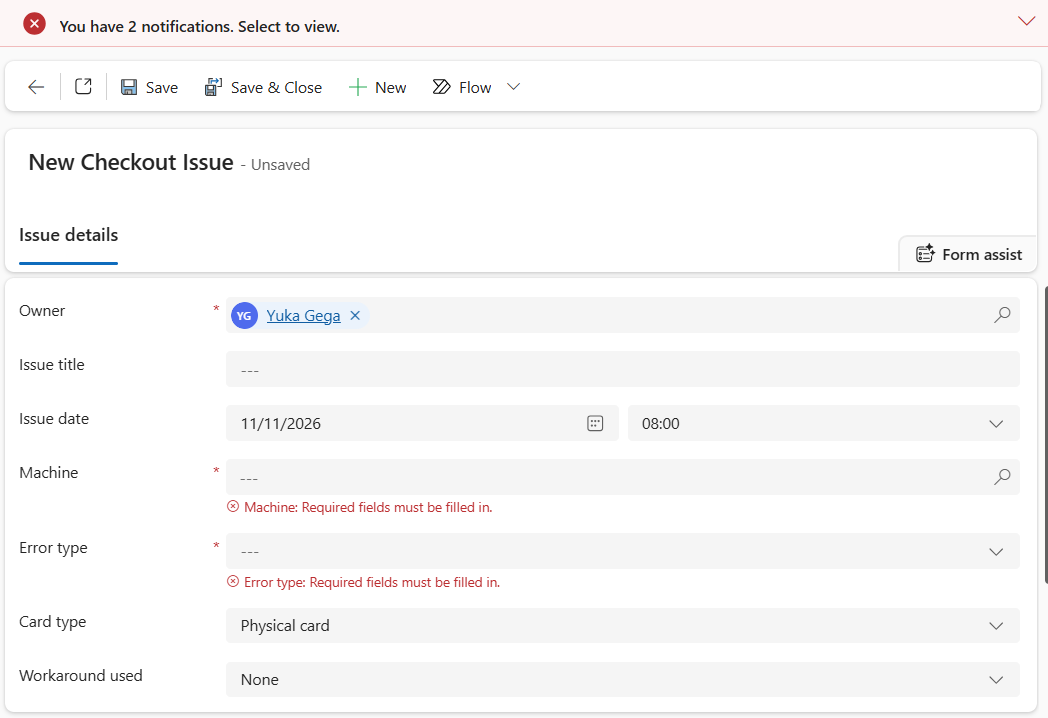 You have 2 notifications. Select to view.
Save
Save & Close
New
Flow
New Checkout Issue - Unsaved
Issue details
Form assist
Owner * YG Yuka Gega
Issue title ---
Issue date 11/11/2026 08:00
Machine * ---
Machine: Required fields must be filled in.
Error type * ---
Error type: Required fields must be filled in.
Card type Physical card
Workaround used None